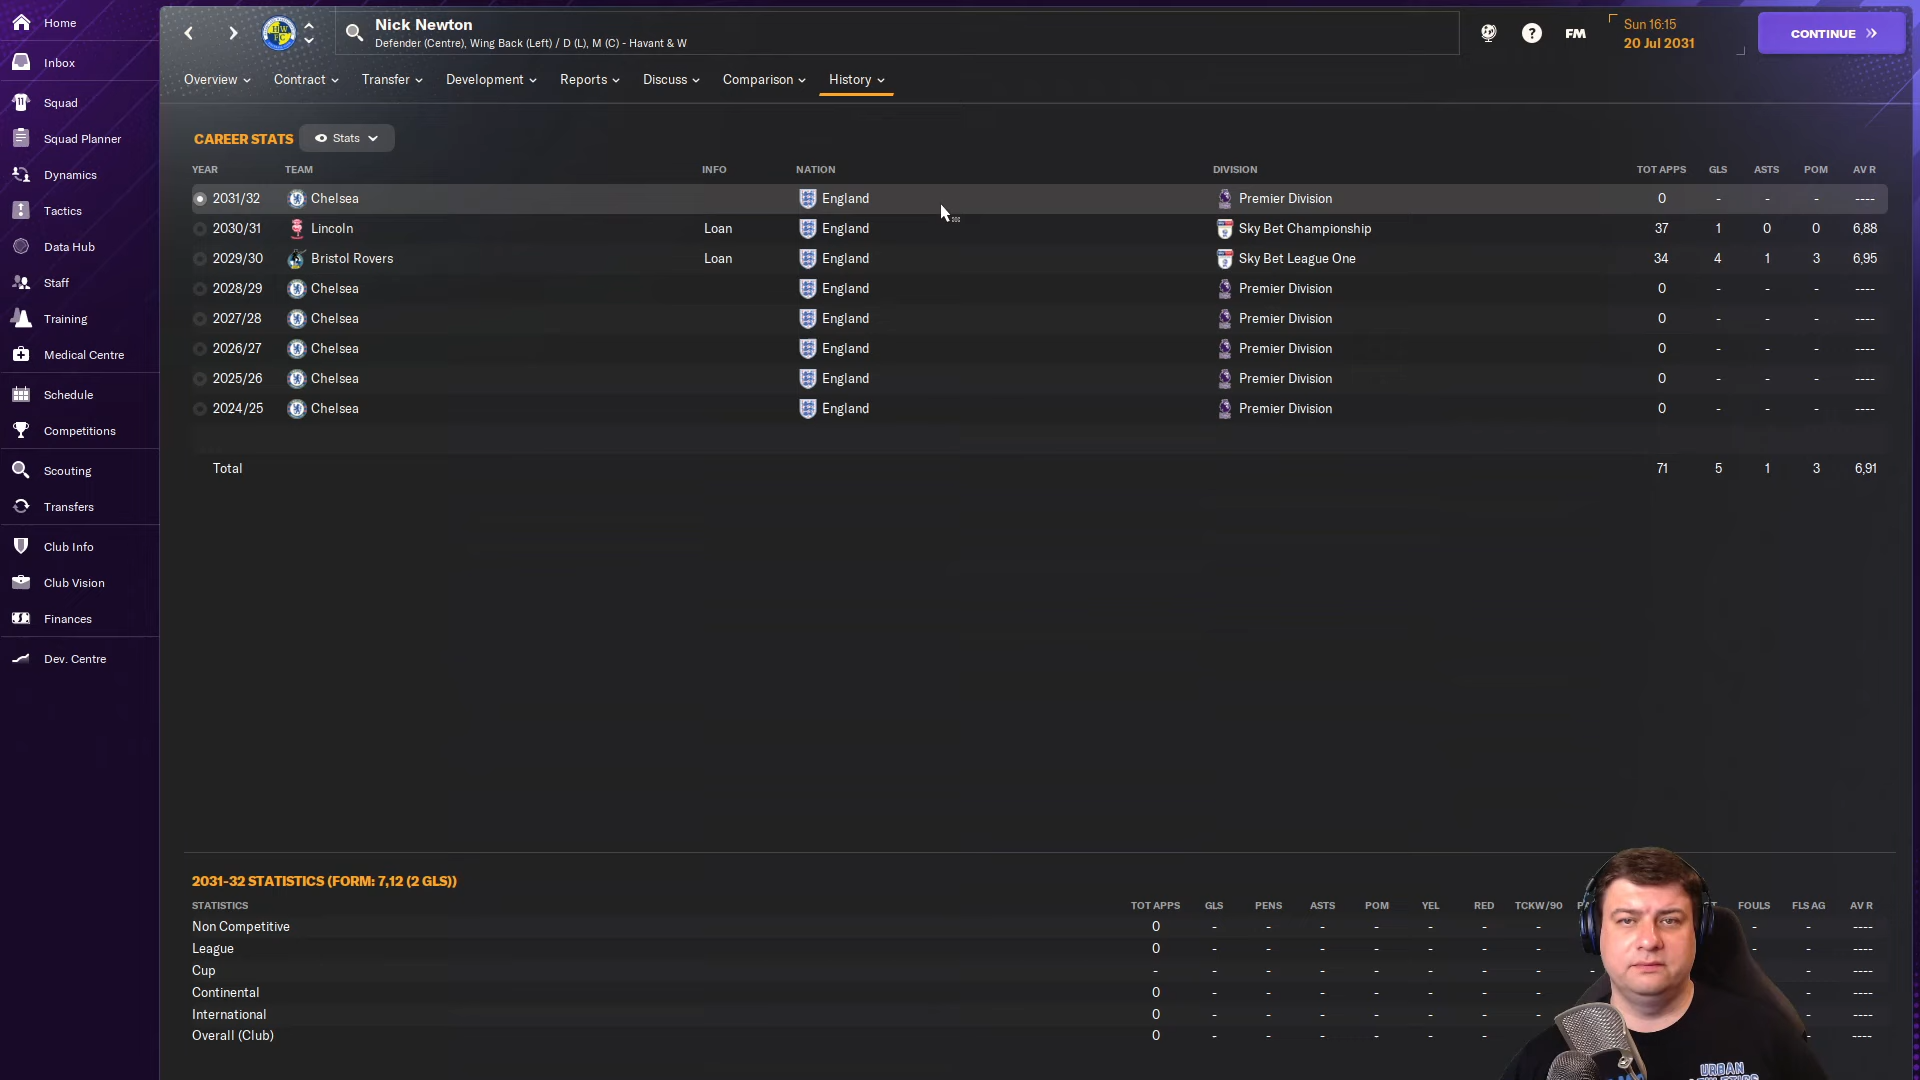 Home
Inbox
Squad
Squad Planner
Dynamics
Tactics
Data Hub
Staff
Training
Medical Centre
Schedule
Competitions
Scouting
Transfers
Club Info
Club Vision
Finances
Dev. Centre
Nick Newton
Defender (Centre), Wing Back (Left) / D (L), M (C) - Havant & W
FM
Sun 16:15
20 Jul 2031
CONTINUE
Overview Contract Transfer Development Reports Discuss Comparison History
CAREER STATS Stats
YEAR TEAM INFO NATION DIVISION TOT APPS GLS ASTS POM AV R
2031/32 Chelsea England Premier Division 0 - - - ----
2030/31 Lincoln Loan England Sky Bet Championship 37 1 0 0 6,88
2029/30 Bristol Rovers Loan England Sky Bet League One 34 4 1 3 6,95
2028/29 Chelsea England Premier Division 0 - - - ----
2027/28 Chelsea England Premier Division 0 - - - ----
2026/27 Chelsea England Premier Division 0 - - - ----
2025/26 Chelsea England Premier Division 0 - - - ----
2024/25 Chelsea England Premier Division 0 - - - ----
Total 71 5 1 3 6,91
2031-32 STATISTICS (FORM: 7,12 (2 GLS))
STATISTICS TOT APPS GLS PENS ASTS POM YEL RED TCKW/90 FOULS FLS AG AV R
Non Competitive 0 - - - - - - - - - ----
League 0 - - - - - - - - - ----
Cup - - - - - - - - - - - ----
Continental 0 - - - - - - - - ----
International 0 - - - - - - - - ----
Overall (Club) 0 - - - - - - - - ----
URBAN